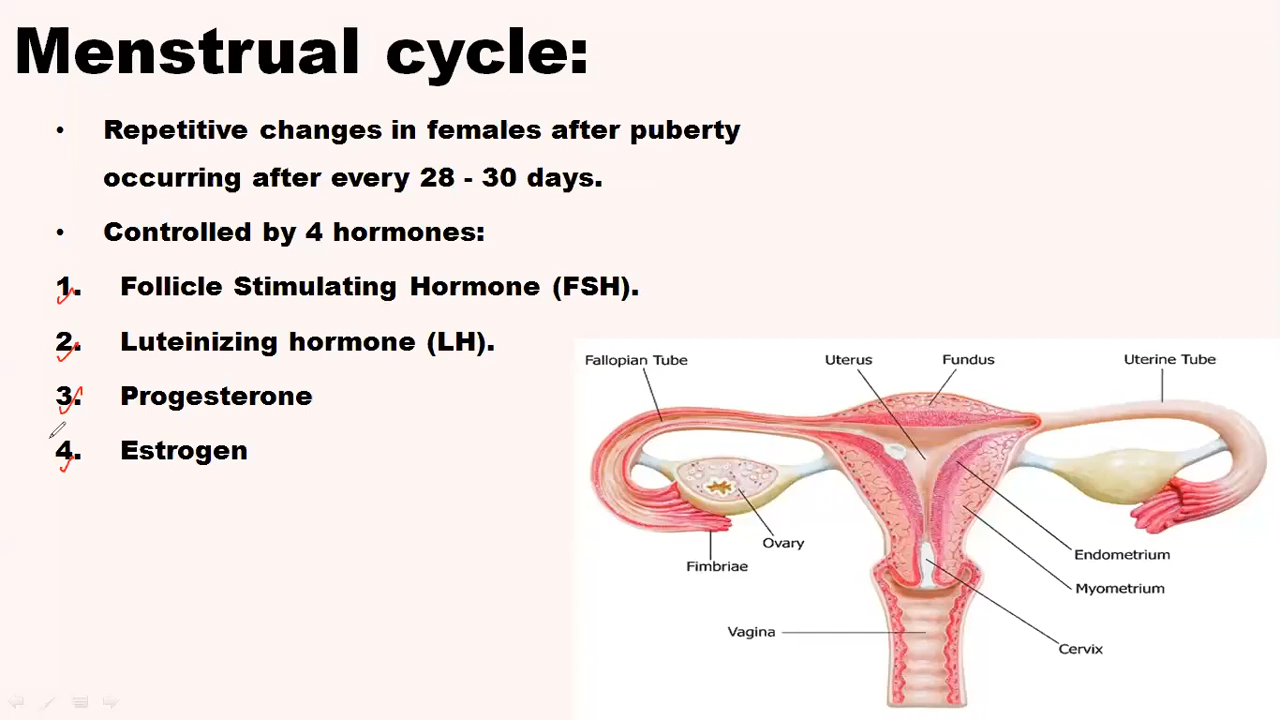 Menstrual cycle:
• Repetitive changes in females after puberty
occurring after every 28 - 30 days.
• Controlled by 4 hormones:
1. Follicle Stimulating Hormone (FSH).
2. Luteinizing hormone (LH).
3. Progesterone
4. Estrogen
Fallopian Tube
Uterus
Fundus
Uterine Tube
Ovary
Fimbriae
Endometrium
Myometrium
Vagina
Cervix